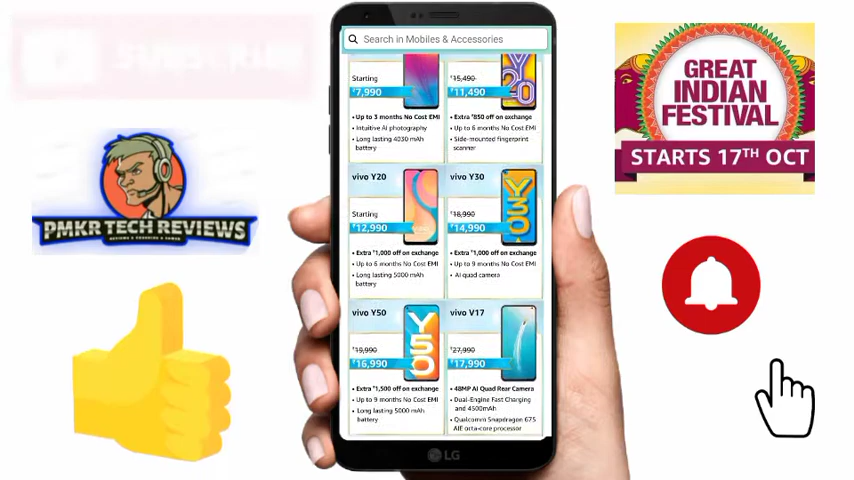 SUBSCRIBE
Search in Mobiles & Accessories
Starting
₹7,990
• Up to 3 months No Cost EMI
• Intuitive AI photography
• Long lasting 4030 mAh
battery
₹15,490
₹11,490
Y20
• Extra ₹850 off on exchange
• Up to 6 months No Cost EMI
• Side-mounted fingerprint
scanner
vivo Y20
Starting
₹12,990
• Extra ₹1,000 off on exchange
• Up to 6 months No Cost EMI
• Long lasting 5000 mAh
battery
vivo Y30
₹18,990
₹14,990
Y30
• Extra ₹1,000 off on exchange
• Up to 9 months No Cost EMI
• AI quad camera
vivo Y50
₹19,990
₹16,990
Y50
• Extra ₹1,500 off on exchange
• Up to 9 months No Cost EMI
• Long lasting 5000 mAh
battery
vivo V17
₹27,990
₹17,990
• 48MP AI Quad Rear Camera
• Dual-Engine Fast Charging
and 4500mAh
• Qualcomm Snapdragon 675
AIE octa-core processor
LG
PMKR TECH REVIEWS
GREAT
INDIAN
FESTIVAL
STARTS 17TH OCT